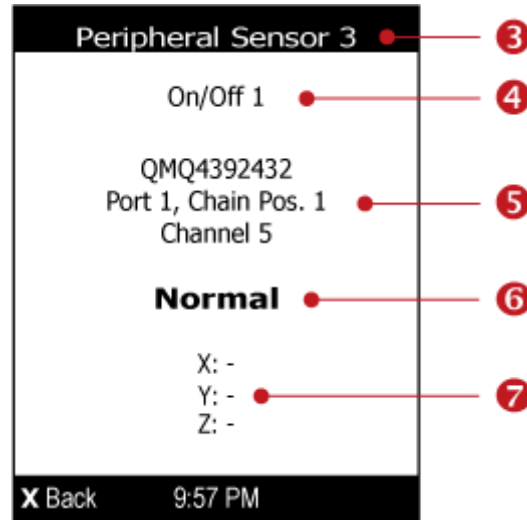 Peripheral Sensor 3
3
On/Off 1
4
QMQ4392432
Port 1, Chain Pos. 1
5
Channel 5
Normal
6
X: -
Y: -
7
Z: -
X Back 9:57 PM